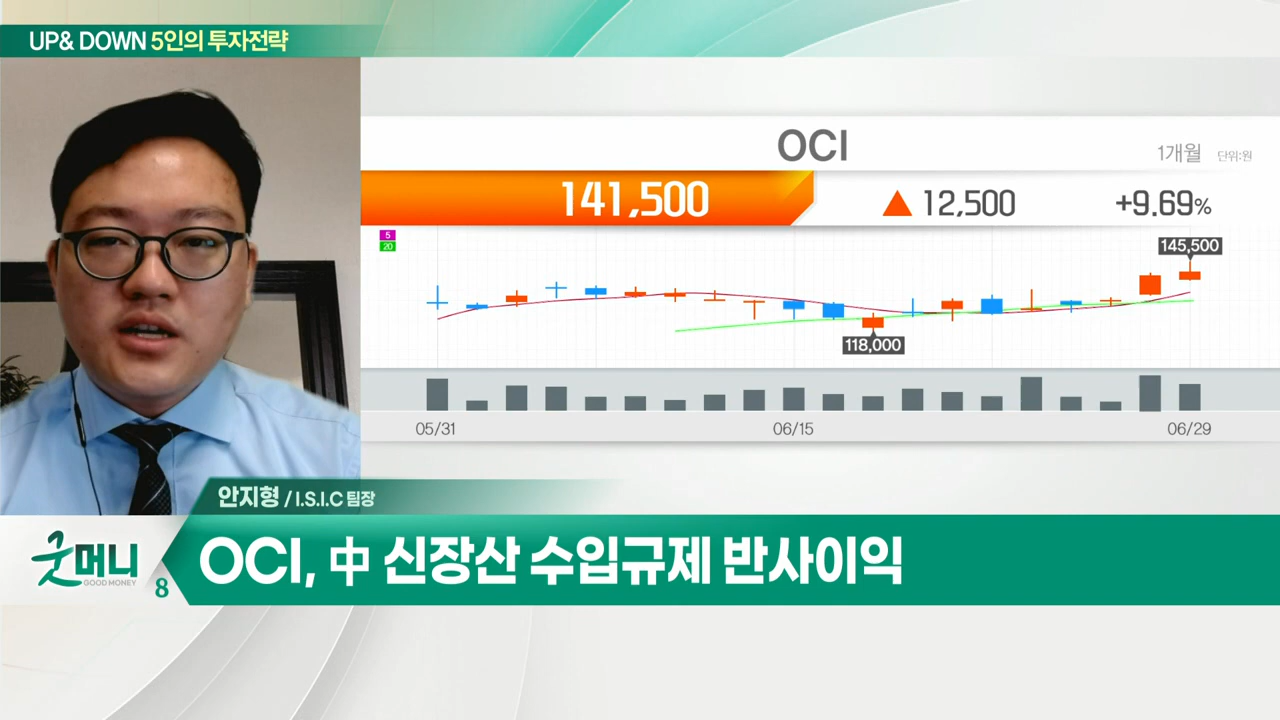 UP& DOWN 5인의 투자전략
OCI
1개월 단위:원
141,500 ▲ 12,500 +9.69%
5
20
145,500
118,000
05/31 06/15 06/29
안지형 / I.S.I.C 팀장
굿머니
GOOD MONEY
8
OCI, 中 신장산 수입규제 반사이익